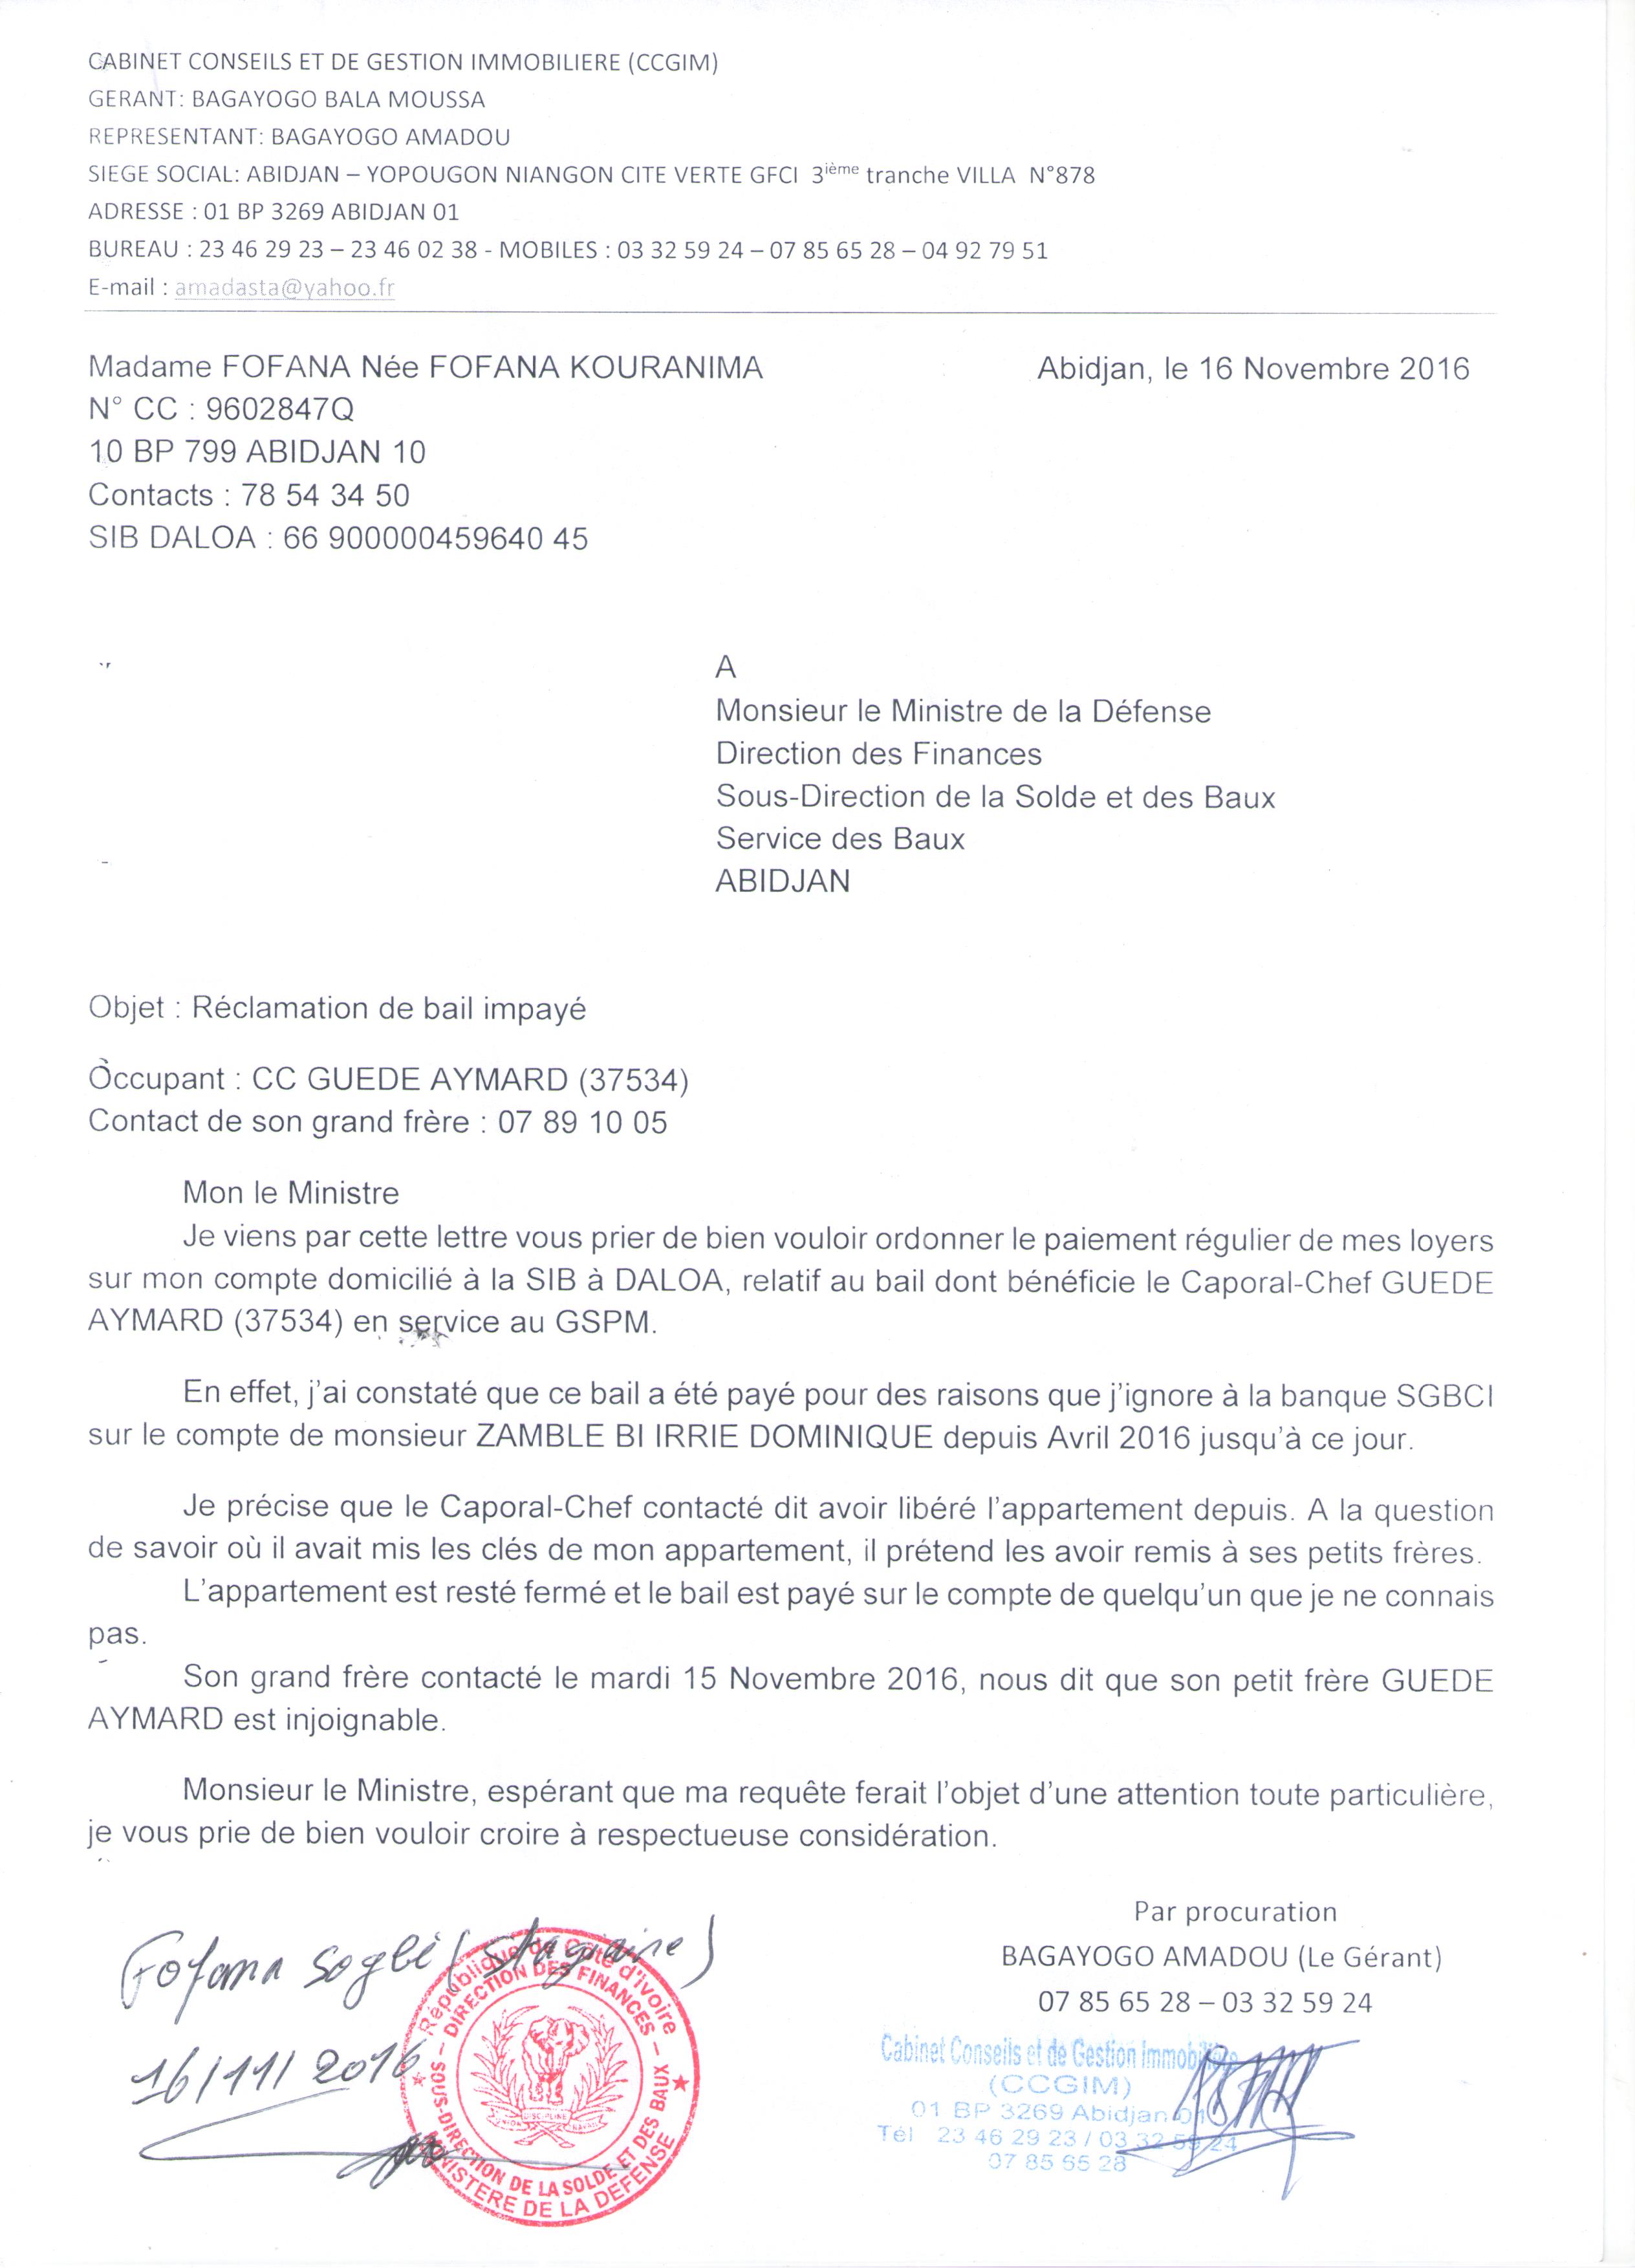 CABINET CONSEILS ET DE GESTION IMMOBILIERE (CCGIM)
GERANT: BAGAYOGO BALA MOUSSA
REPRESENTANT: BAGAYOGO AMADOU
SIEGE SOCIAL: ABIDJAN – YOPOUGON NIANGON CITE VERTE GFCI 3ième tranche VILLA N°878
ADRESSE : 01 BP 3269 ABIDJAN 01
BUREAU : 23 46 29 23 – 23 46 02 38 - MOBILES : 03 32 59 24 – 07 85 65 28 – 04 92 79 51
E-mail : amadasta@yahoo.fr
Madame FOFANA Née FOFANA KOURANIMA
Abidjan, le 16 Novembre 2016
N° CC : 9602847Q
10 BP 799 ABIDJAN 10
Contacts : 78 54 34 50
SIB DALOA : 66 900000459640 45
A
Monsieur le Ministre de la Défense
Direction des Finances
Sous-Direction de la Solde et des Baux
Service des Baux
ABIDJAN
Objet : Réclamation de bail impayé
Occupant : CC GUEDE AYMARD (37534)
Contact de son grand frère : 07 89 10 05
Mon le Ministre
Je viens par cette lettre vous prier de bien vouloir ordonner le paiement régulier de mes loyers
sur mon compte domicilié à la SIB à DALOA, relatif au bail dont bénéficie le Caporal-Chef GUEDE
AYMARD (37534) en service au GSPM.
En effet, j'ai constaté que ce bail a été payé pour des raisons que j'ignore à la banque SGBCI
sur le compte de monsieur ZAMBLE BI IRRIE DOMINIQUE depuis Avril 2016 jusqu'à ce jour.
Je précise que le Caporal-Chef contacté dit avoir libéré l'appartement depuis. A la question
de savoir où il avait mis les clés de mon appartement, il prétend les avoir remis à ses petits frères.
L'appartement est resté fermé et le bail est payé sur le compte de quelqu'un que je ne connais
pas.
Son grand frère contacté le mardi 15 Novembre 2016, nous dit que son petit frère GUEDE
AYMARD est injoignable.
Monsieur le Ministre, espérant que ma requête ferait l'objet d'une attention toute particulière,
je vous prie de bien vouloir croire à respectueuse considération.
Par procuration
BAGAYOGO AMADOU (Le Gérant)
07 85 65 28 – 03 32 59 24
Fofana Sogbé (Stagiaire)
16/11/2016
République de Côte d'Ivoire
DIRECTION DES FINANCES
SOUS-DIRECTION DE LA SOLDE ET DES BAUX
MINISTERE DE LA DEFENSE
Cabinet Conseils et de Gestion Immobilière
(CCGIM)
01 BP 3269 Abidjan 01
Tél 23 46 29 23 / 03 32 59 24
07 85 65 28